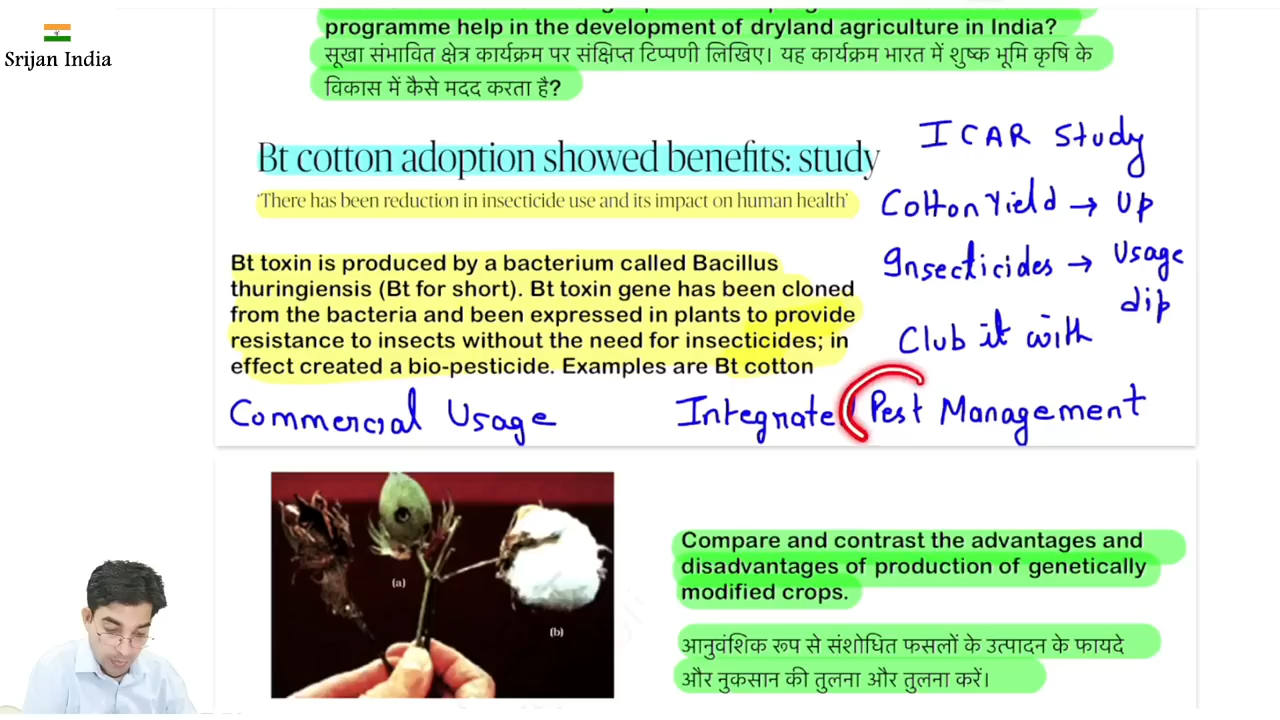 programme help in the development of dryland agriculture in India?
सूखा संभावित क्षेत्र कार्यक्रम पर संक्षिप्त टिप्पणी लिखिए। यह कार्यक्रम भारत में शुष्क भूमि कृषि के
विकास में कैसे मदद करता है?
Srijan India
Bt cotton adoption showed benefits: study
'There has been reduction in insecticide use and its impact on human health'
Bt toxin is produced by a bacterium called Bacillus
thuringiensis (Bt for short). Bt toxin gene has been cloned
from the bacteria and been expressed in plants to provide
resistance to insects without the need for insecticides; in
effect created a bio-pesticide. Examples are Bt cotton
ICAR Study
Cotton Yield → Up
Insecticides → Usage
dip
Club it with
Commercial Usage
Integrated Pest Management
(a)
(b)
Compare and contrast the advantages and
disadvantages of production of genetically
modified crops.
आनुवंशिक रूप से संशोधित फसलों के उत्पादन के फायदे
और नुकसान की तुलना और तुलना करें।